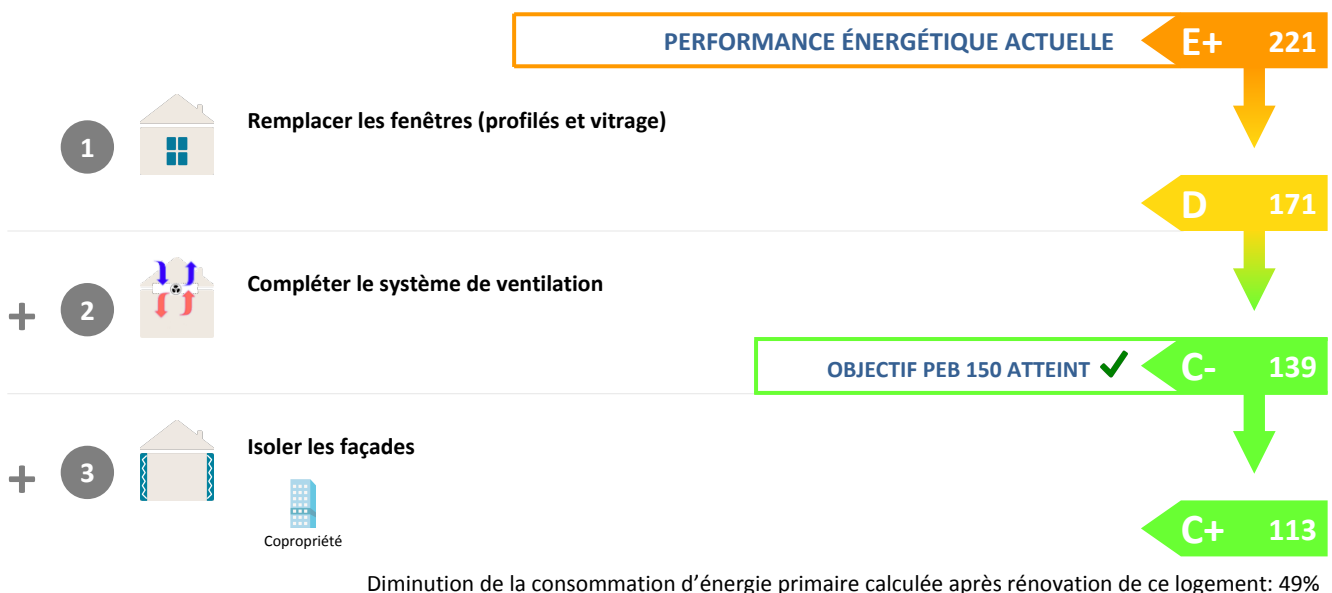 PERFORMANCE ÉNERGÉTIQUE ACTUELLE E+ 221
1 Remplacer les fenêtres (profilés et vitrage)
D 171
+ 2 Compléter le système de ventilation
OBJECTIF PEB 150 ATTEINT ✓ C- 139
+ 3 Isoler les façades
Copropriété
C+ 113
Diminution de la consommation d'énergie primaire calculée après rénovation de ce logement: 49%